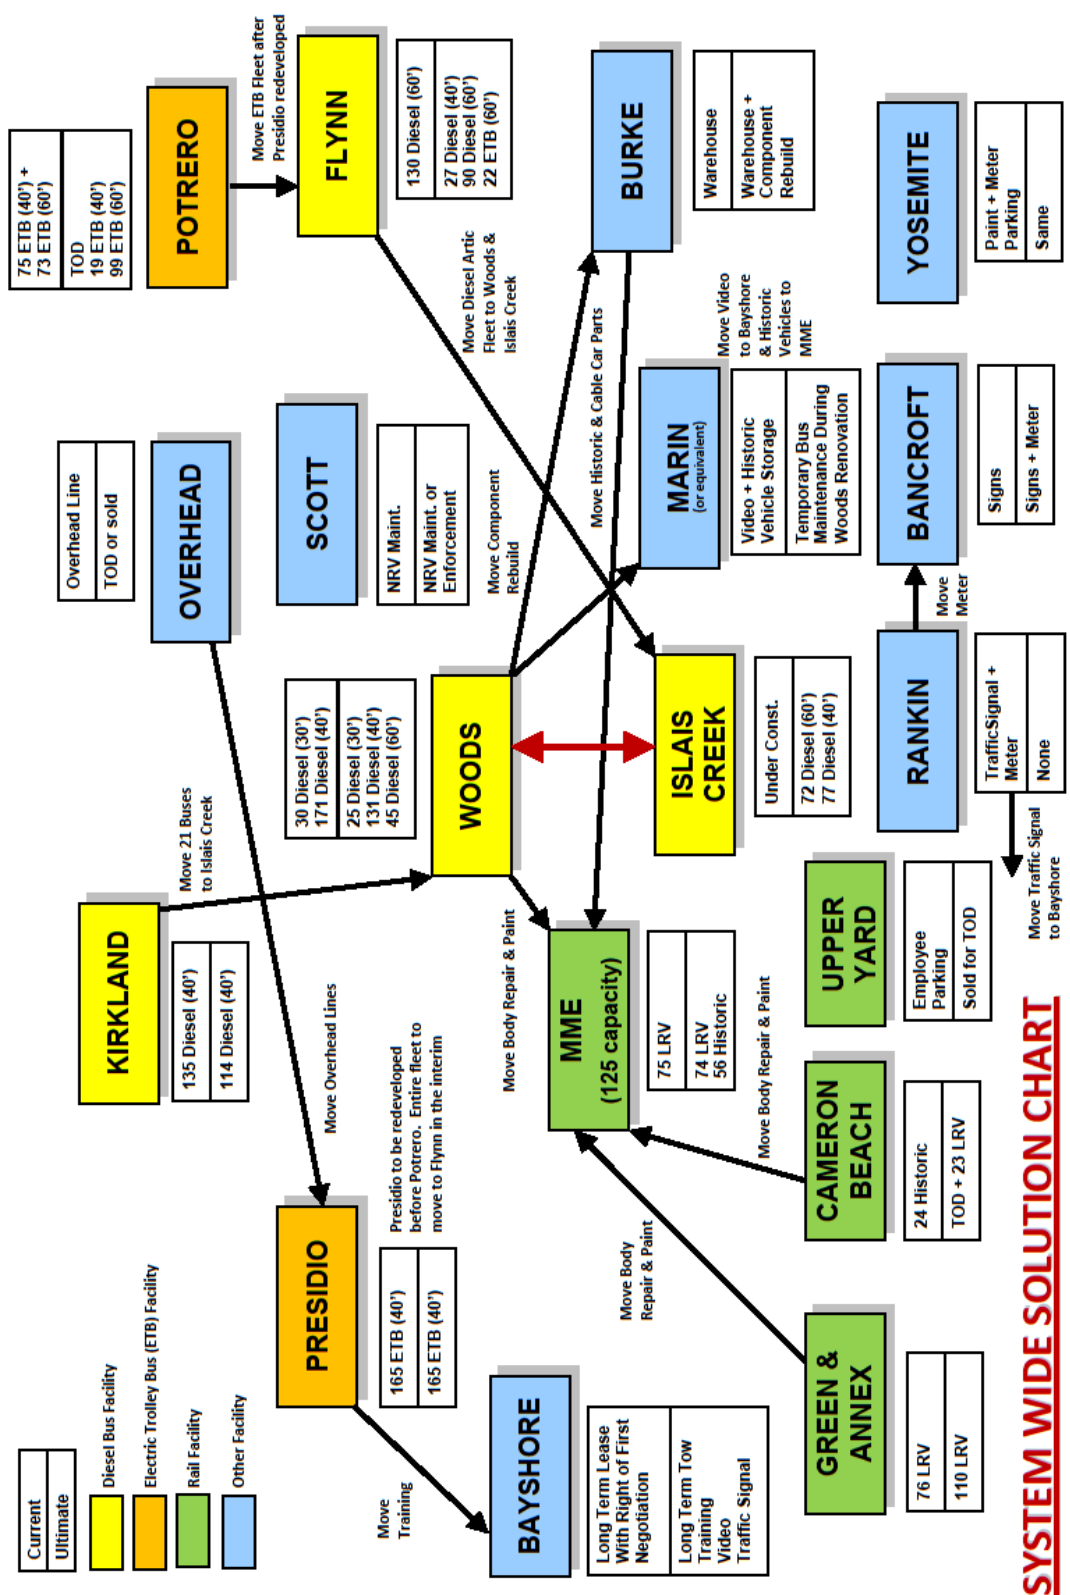 Current
Ultimate
Diesel Bus Facility
Electric Trolley Bus (ETB) Facility
Rail Facility
Other Facility
KIRKLAND
135 Diesel (40')
114 Diesel (40')
Move 21 Buses
to Islais Creek
OVERHEAD
Overhead Line
TOD or sold
POTRERO
75 ETB (40') +
73 ETB (60')
TOD
19 ETB (40')
99 ETB (60')
Move ETB Fleet after
Presidio redeveloped
PRESIDIO
165 ETB (40')
165 ETB (40')
Presidio to be redeveloped
before Potrero. Entire fleet to
move to Flynn in the interim
Move Overhead Lines
SCOTT
NRV Maint.
NRV Maint. or
Enforcement
FLYNN
130 Diesel (60')
27 Diesel (40')
90 Diesel (60')
22 ETB (60')
Move Diesel Artic
Fleet to Woods &
Islais Creek
Move
Training
WOODS
30 Diesel (30')
171 Diesel (40')
25 Diesel (30')
131 Diesel (40')
45 Diesel (60')
Move Component
Rebuild
Move Body Repair & Paint
BAYSHORE
Long Term Lease
With Right of First
Negotiation
Long Term Tow
Training
Video
Traffic Signal
MME
(125 capacity)
75 LRV
74 LRV
56 Historic
Move Historic & Cable Car Parts
BURKE
Warehouse
Warehouse +
Component
Rebuild
Move Body
Repair & Paint
ISLAIS
CREEK
Under Const.
72 Diesel (60')
77 Diesel (40')
MARIN
(or equivalent)
Video + Historic
Vehicle Storage
Temporary Bus
Maintenance During
Woods Renovation
Move Video
to Bayshore
& Historic
Vehicles to
MME
Move Body Repair & Paint
GREEN &
ANNEX
76 LRV
110 LRV
CAMERON
BEACH
24 Historic
TOD + 23 LRV
UPPER
YARD
Employee
Parking
Sold for TOD
RANKIN
TrafficSignal +
Meter
None
Move
Meter
BANCROFT
Signs
Signs + Meter
YOSEMITE
Paint + Meter
Parking
Same
Move Traffic Signal
to Bayshore
SYSTEM WIDE SOLUTION CHART